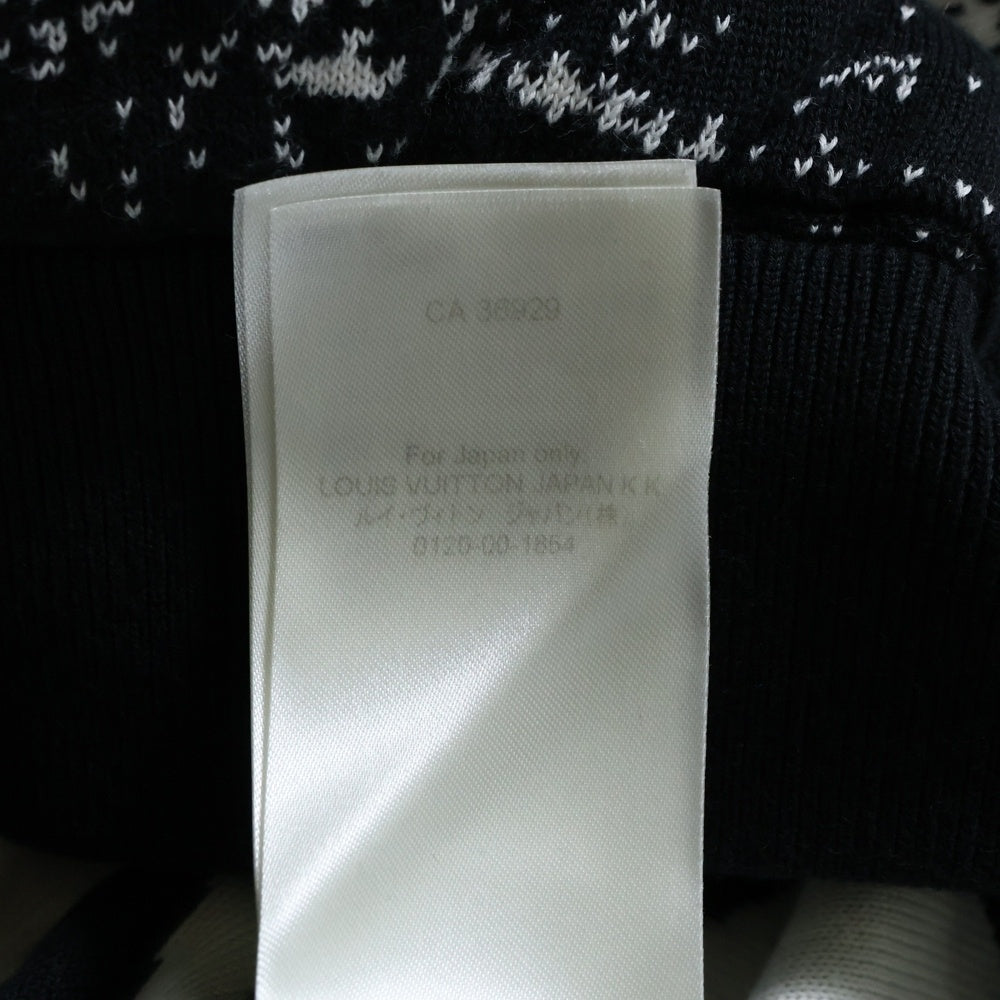 CA 36929
For Japan only
LOUIS VUITTON JAPAN K K
ルイ・ヴィトン ジャパン(株
0120-00-1854